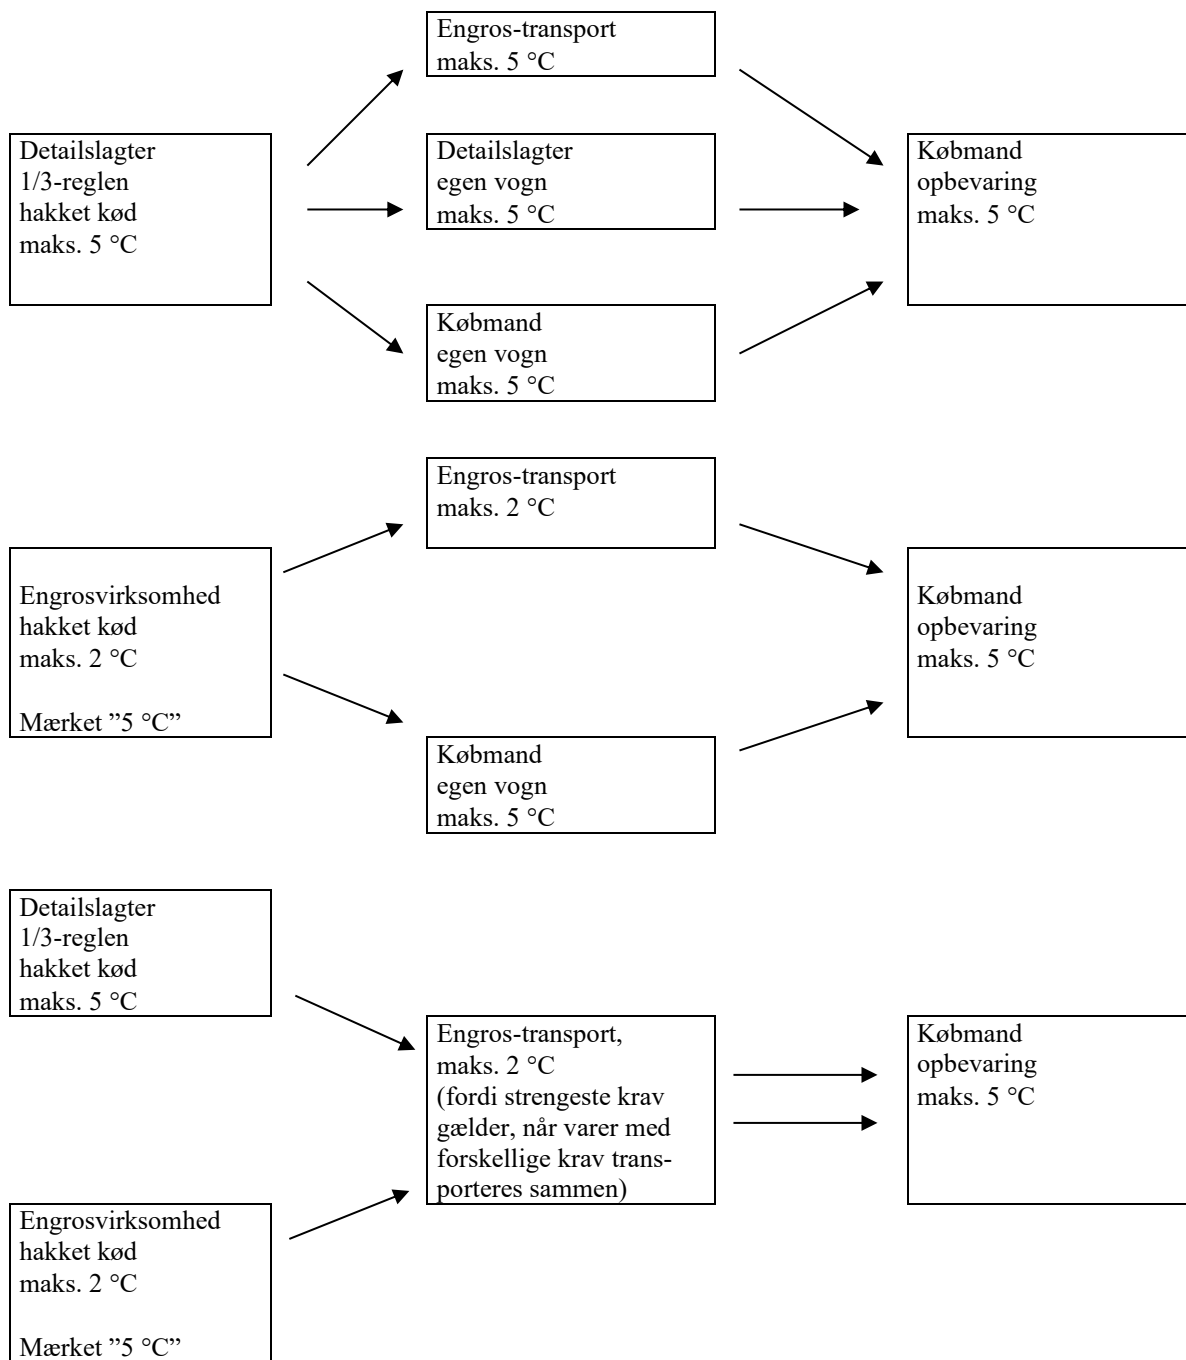 Engros-transport
maks. 5 °C
Detailslagter
1/3-reglen
hakket kød
maks. 5 °C
Detailslagter
egen vogn
maks. 5 °C
Købmand
opbevaring
maks. 5 °C
Købmand
egen vogn
maks. 5 °C
Engros-transport
maks. 2 °C
Engrosvirksomhed
hakket kød
maks. 2 °C
Mærket ”5 °C”
Købmand
opbevaring
maks. 5 °C
Købmand
egen vogn
maks. 5 °C
Detailslagter
1/3-reglen
hakket kød
maks. 5 °C
Engros-transport,
maks. 2 °C
(fordi strengeste krav
gælder, når varer med
forskellige krav trans-
porteres sammen)
Købmand
opbevaring
maks. 5 °C
Engrosvirksomhed
hakket kød
maks. 2 °C
Mærket ”5 °C”